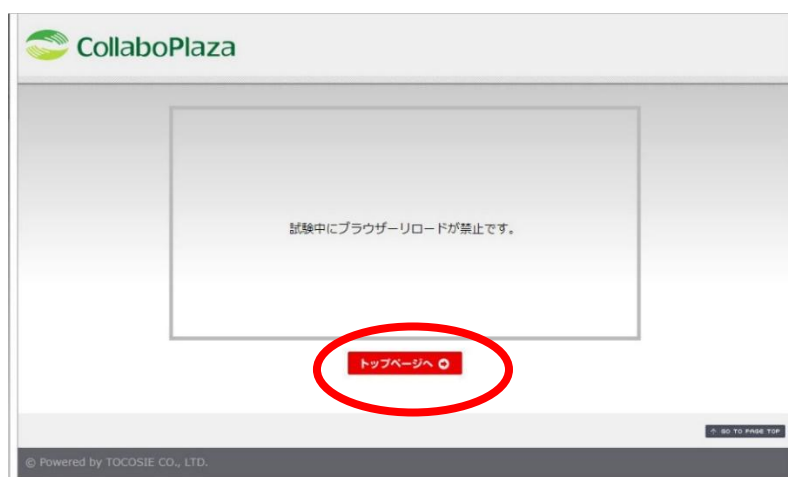 CollaboPlaza
試験中にブラウザーリロードが禁止です。
トップページへ
GO TO PAGE TOP
© Powered by TOCOSIE CO., LTD.